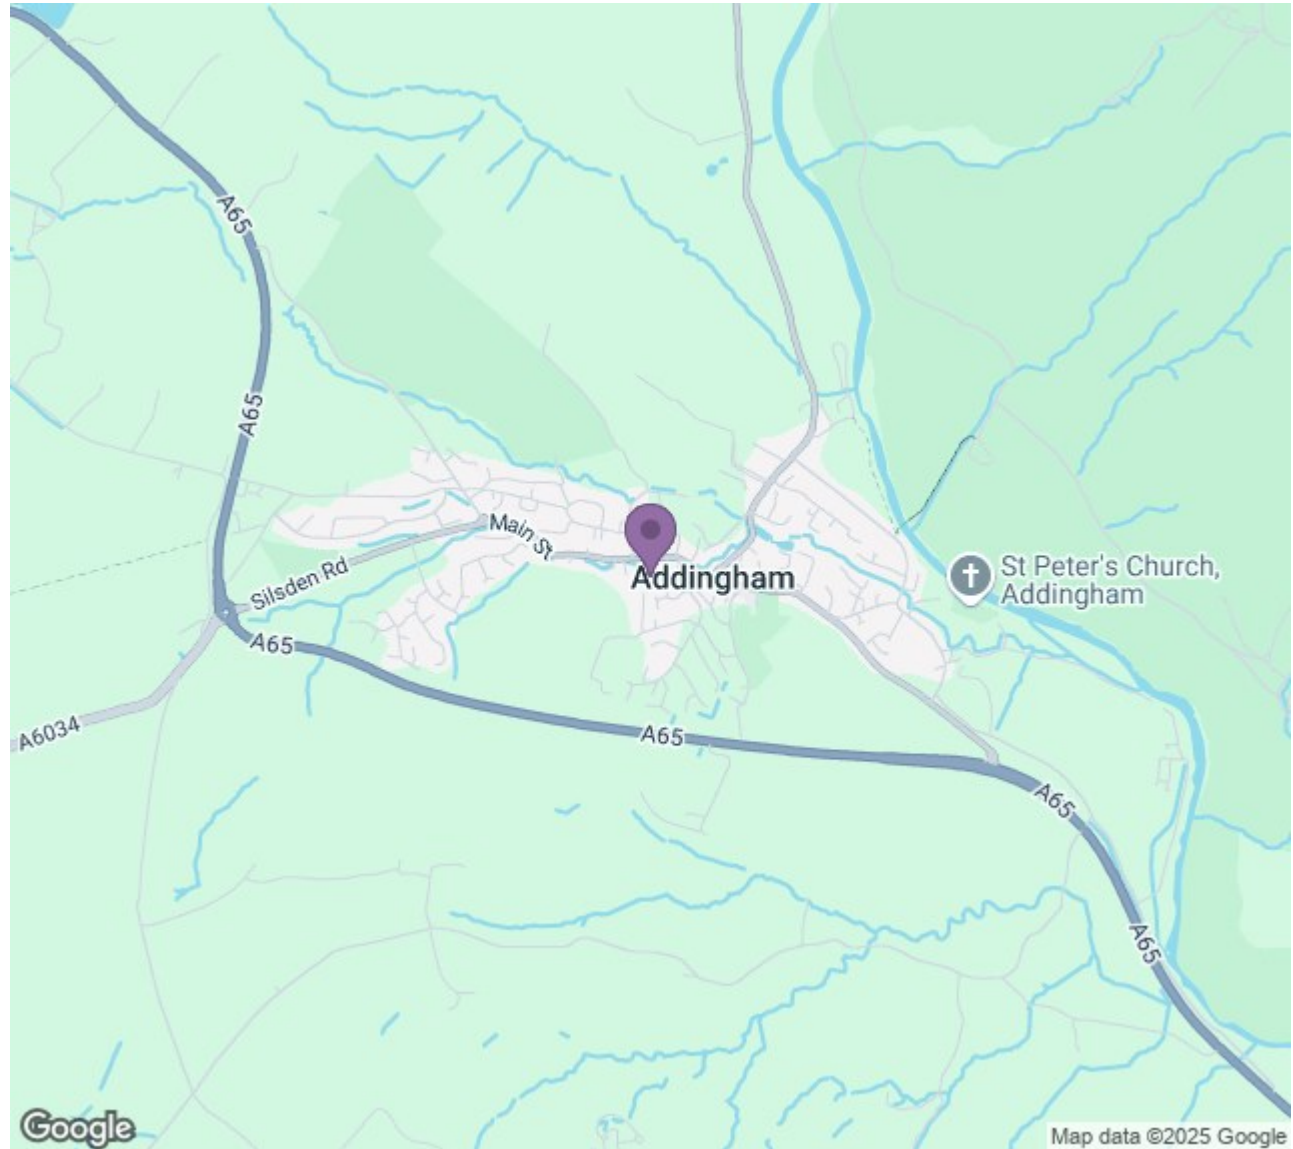 A65
A65
Main St
Silsden Rd
Addingham
St Peter's Church,
Addingham
A65
A6034
A65
A65
A65
Google
Map data ©2025 Google